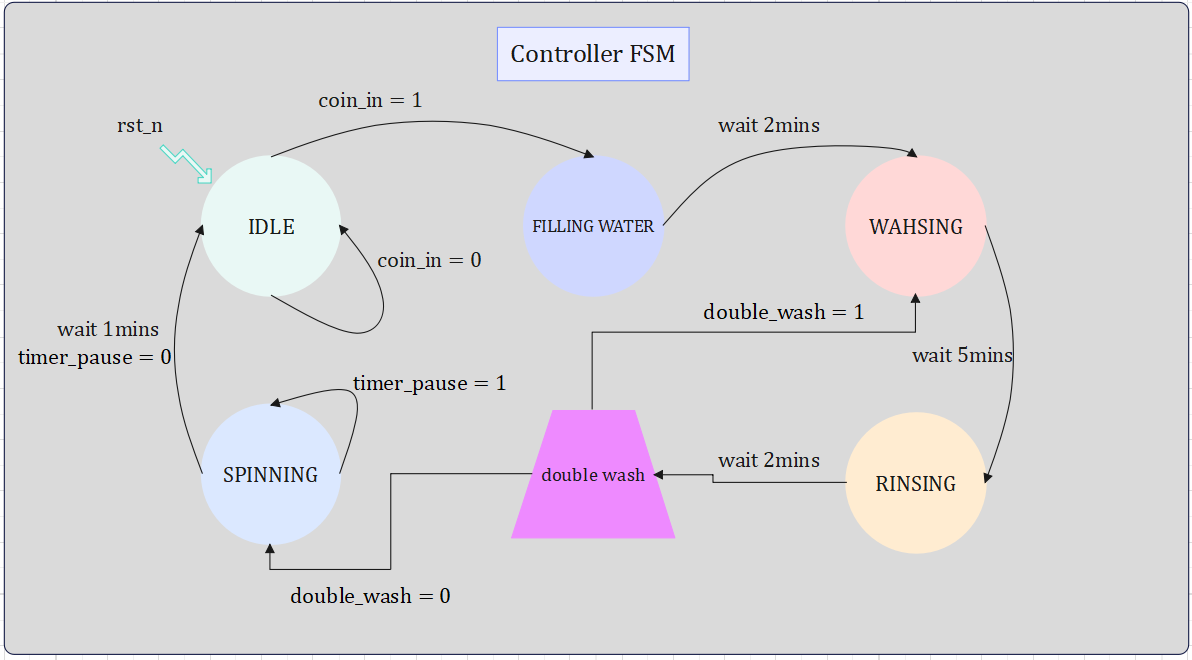 Controller FSM
coin_in = 1
rst_n
wait 2mins
IDLE
FILLING WATER
WAHSING
coin_in = 0
double_wash = 1
wait 1mins
timer_pause = 0
wait 5mins
timer_pause = 1
SPINNING
double wash
wait 2mins
RINSING
double_wash = 0